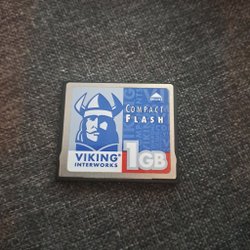 COMPACT
FLASH
VIKING®
INTERWORKS
1GB